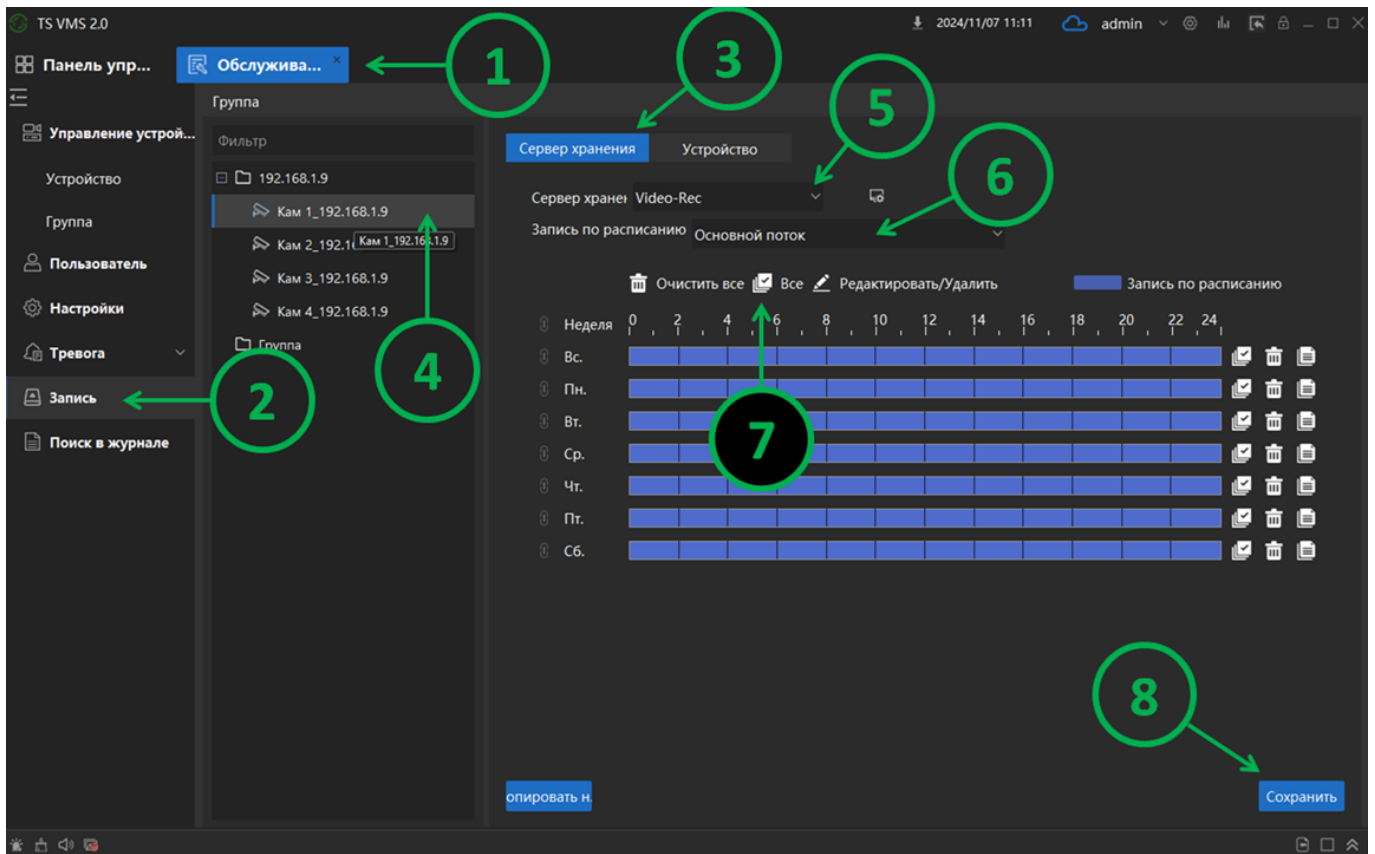 TS VMS 2.0
2024/11/07 11:11 admin
Панель упр... Обслужива...
1
3
Группа
5
Управление устрой...
Фильтр
Сервер хранения Устройство
6
Устройство
192.168.1.9
Сервер хранен Video-Rec
Кам 1_192.168.1.9
Группа
Запись по расписанию Основной поток
Кам 2_192.1
Кам 1_192.168.1.9
Пользователь
Кам 3_192.168.1.9
Очистить все Все Редактировать/Удалить Запись по расписанию
Настройки
Кам 4_192.168.1.9
Неделя 0 2 4 6 8 10 12 14 16 18 20 22 24
Тревога
Группа
Вс.
4
Пн.
Запись
2
Вт.
7
Поиск в журнале
Ср.
Чт.
Пт.
Сб.
8
опировать н.
Сохранить